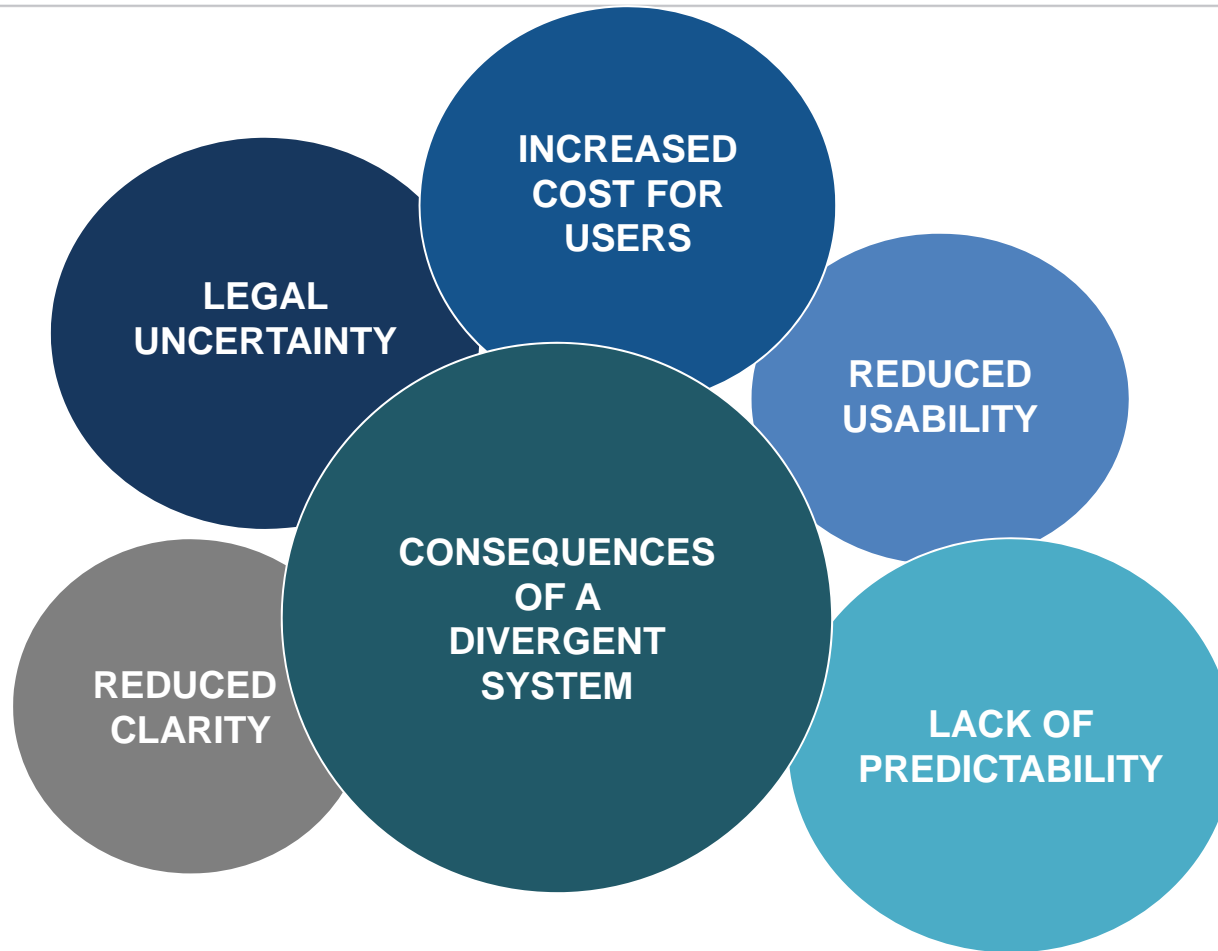 INCREASED
COST FOR
USERS
LEGAL
UNCERTAINTY
REDUCED
USABILITY
CONSEQUENCES
OF A
DIVERGENT
SYSTEM
REDUCED
CLARITY
LACK OF
PREDICTABILITY